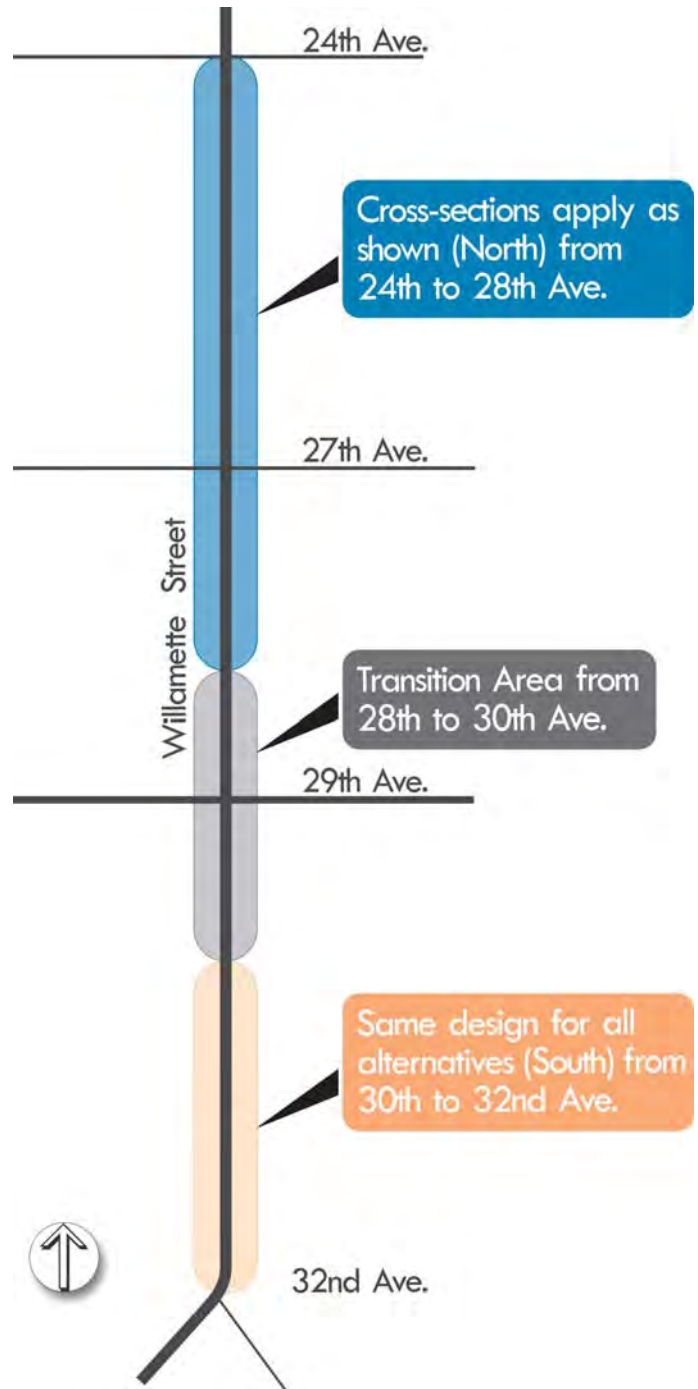 24th Ave.
Cross-sections apply as
shown (North) from
24th to 28th Ave.
27th Ave.
Willamette Street
Transition Area from
28th to 30th Ave.
29th Ave.
Same design for all
alternatives (South) from
30th to 32nd Ave.
32nd Ave.